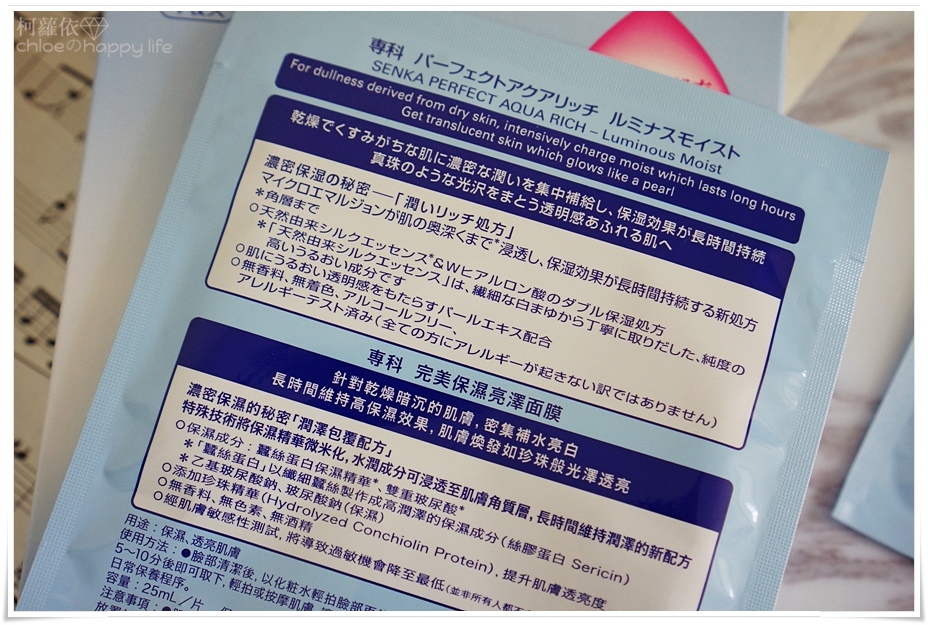 柯蘿依
chloeのhappy life
専科 パーフェクトアクアリッチ ルミナスモイスト
SENKA PERFECT AQUA RICH – Luminous Moist
For dullness derived from dry skin, intensively charge moist which lasts long hours
Get translucent skin which glows like a pearl
乾燥でくすみがちな肌に濃密な潤いを集中補給し、保湿効果が長時間持続
真珠のような光沢をまとう透明感あふれる肌へ
濃密保湿の秘密──「潤いリッチ処方」
マイクロエマルジョンが肌の奥深くまで*浸透し、保湿効果が長時間持続する新処方
*角層まで
○天然由来シルクエッセンス*&Wヒアルロン酸のダブル保湿処方
*「天然由来シルクエッセンス」は、繊細な白まゆから丁寧に取りだした、純度の
高いうるおい成分です
○肌にうるおい透明感をもたらすパールエキス配合
○無香料、無着色、アルコールフリー、
アレルギーテスト済み(全ての方にアレルギーが起きない訳ではありません)
専科 完美保濕亮澤面膜
針對乾燥暗沉的肌膚,密集補水亮白
長時間維持高保濕效果,肌膚煥發如珍珠般光澤透亮
濃密保濕的秘密「潤澤包覆配方」
特殊技術將保濕精華微米化,水潤成分可浸透至肌膚角質層,長時間維持潤澤的新配方
○保濕成分:蠶絲蛋白保濕精華*、雙重玻尿酸*
*「蠶絲蛋白」以纖細蠶絲製作成高潤澤的保濕成分(絲膠蛋白 Sericin)
*乙基玻尿酸鈉、玻尿酸鈉(保濕)
○添加珍珠精華(Hydrolyzed Conchiolin Protein),提升肌膚透亮度
○無香料、無色素、無酒精
○經肌膚敏感性測試,將導致過敏機會降至最低(並非所有人都
用途:保濕、透亮肌膚
使用方法:●臉部清潔後,以化粧水輕拍臉部
5~10分後即可取下,輕拍或按摩肌膚
日常保養程序。
容量:25mL/片
注意事項:●